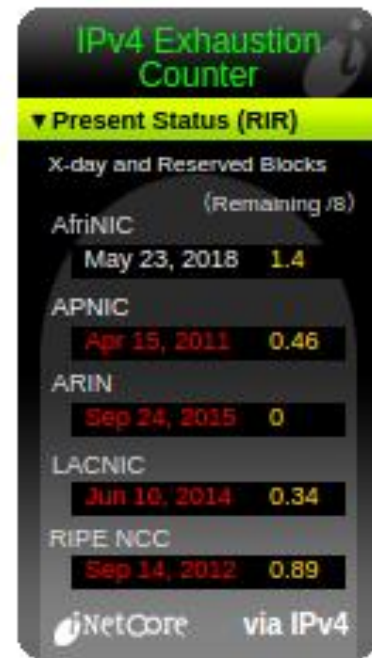 IPv4 Exhaustion
Counter
▼Present Status (RIR)
X-day and Reserved Blocks
(Remaining /8)
AfriNIC
May 23, 2018 1.4
APNIC
Apr 15, 2011 0.46
ARIN
Sep 24, 2015 0
LACNIC
Jun 10, 2014 0.34
RIPE NCC
Sep 14, 2012 0.89
iNetCore via IPv4